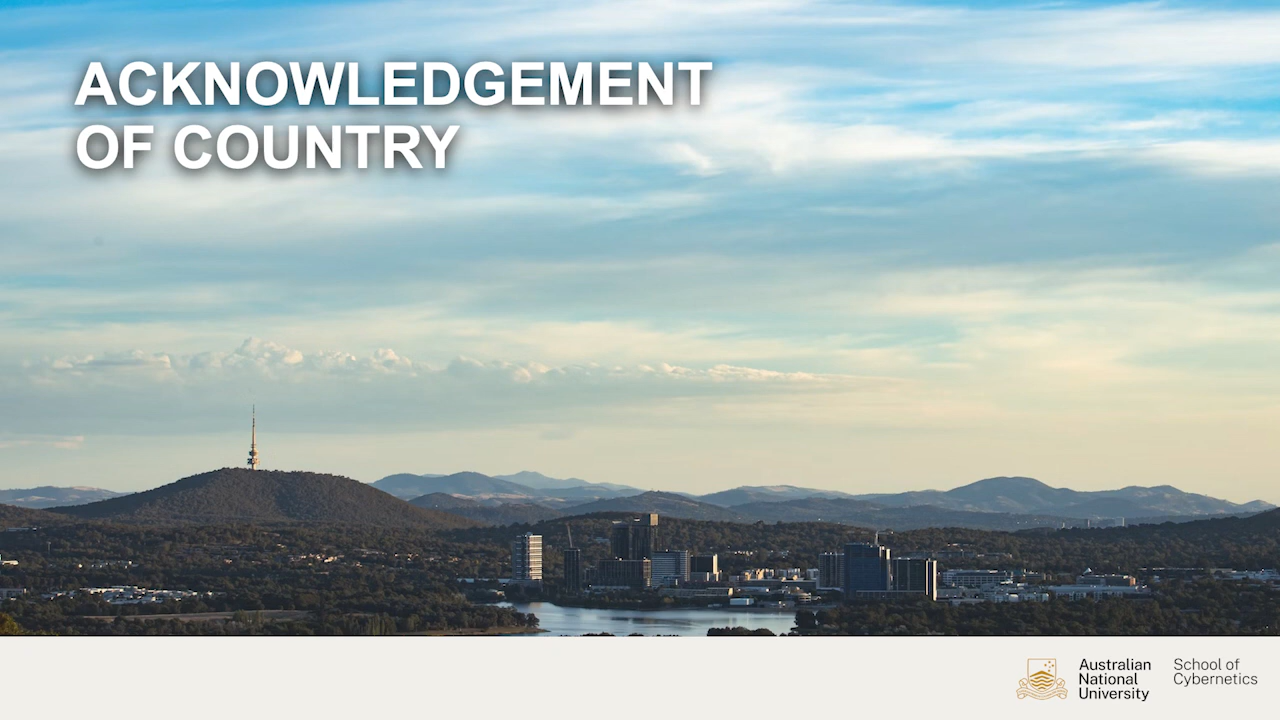 ACKNOWLEDGEMENT
OF COUNTRY
Australian
National
University
School of
Cybernetics